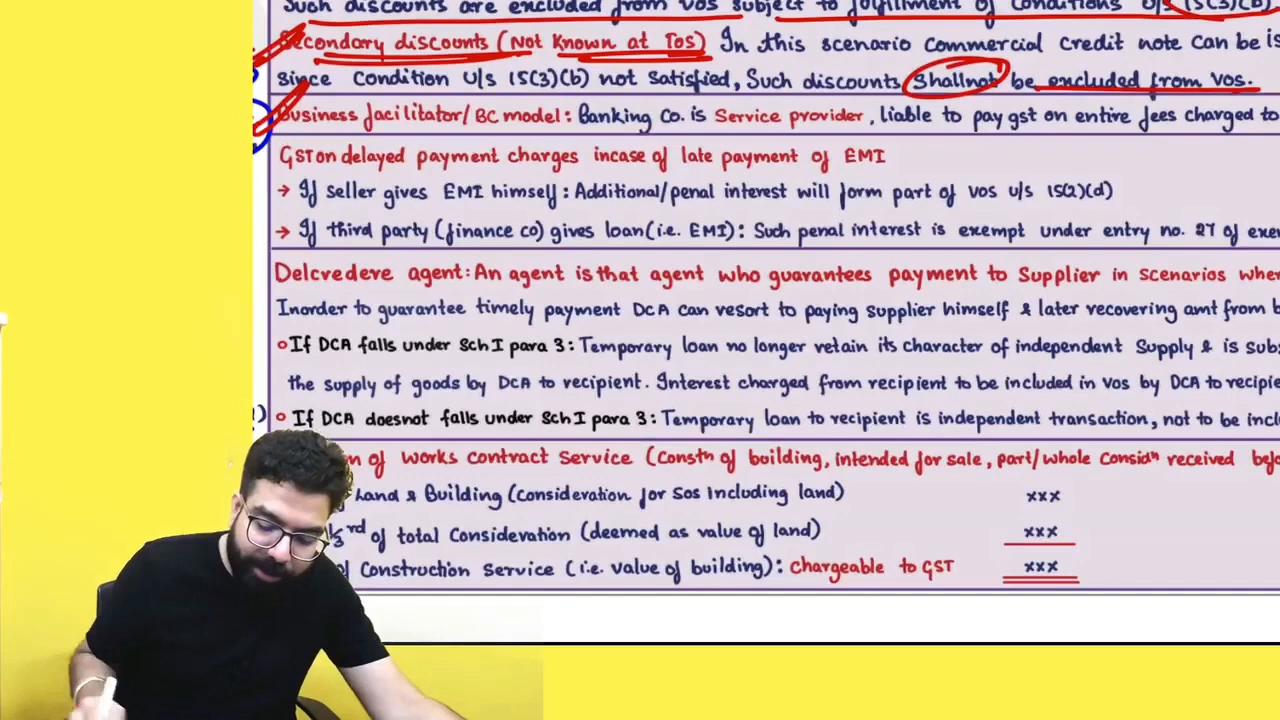 Such discounts are excluded from VOS subject to fulfillment of conditions U/s 15(3)(b)
Secondary discounts (Not Known at TOS) In this scenario commercial credit note can be is
since condition U/s 15(3)(b) not satisfied, Such discounts shallnot be excluded from VOS.
Business facilitator/ BC model: Banking Co. is Service provider, liable to pay gst on entire fees charged to
GST on delayed payment charges incase of late payment of EMI
→ If seller gives EMI himself: Additional/penal interest will form part of VOS U/s 15(2)(d)
→ If third party (finance co) gives loan (i.e. EMI): Such penal interest is exempt under entry no. 27 of exe
Delcredere agent: An agent is that agent who guarantees payment to Supplier in scenarios wher
Inorder to guarantee timely payment DCA can resort to paying supplier himself & later recovering amt from b
If DCA falls under Sch I para 3: Temporary loan no longer retain its character of independent Supply & is sub
the supply of goods by DCA to recipient. Interest charged from recipient to be included in VOS by DCA to recipie
If DCA doesnot falls under Sch I para 3: Temporary loan to recipient is independent transaction, not to be incl
of works contract service (Constn of building, intended for sale, part/whole Considn received bef
Land & Building (consideration for SOS including land) xxx
1/3rd of total Consideration (deemed as value of land) xxx
Construction Service (i.e. value of building): Chargeable to GST xxx